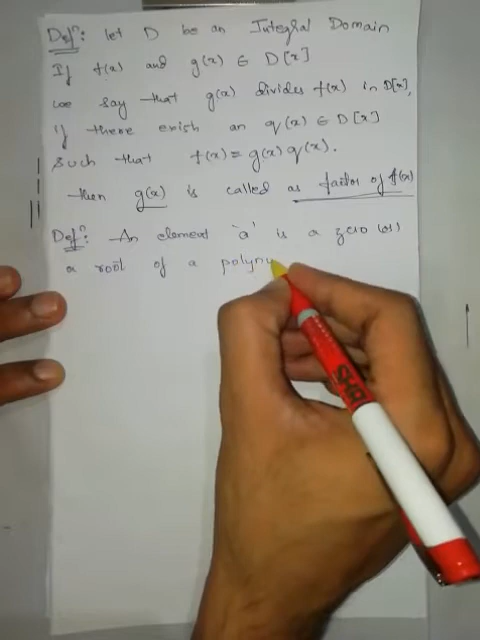 Defn: let D be an Integral Domain
If f(x) and g(x) ∈ D[x]
we say that g(x) divides f(x) in D[x],
if there exish an q(x) ∈ D[x]
Such that f(x) = g(x) q(x).
then g(x) is called as factor of f(x)
Defn: An element 'a' is a zero (or)
a root of a polyn